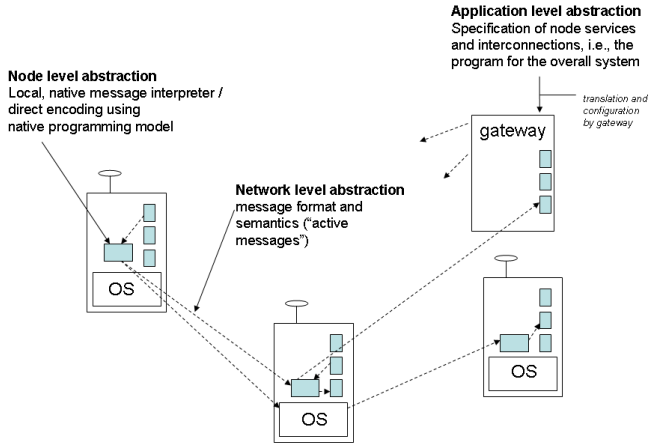 Application level abstraction
Specification of node services
and interconnections, i.e., the
program for the overall system
translation and
configuration
by gateway
Node level abstraction
Local, native message interpreter /
direct encoding using
native programming model
gateway
Network level abstraction
message format and
semantics (“active
messages”)
OS
OS
OS